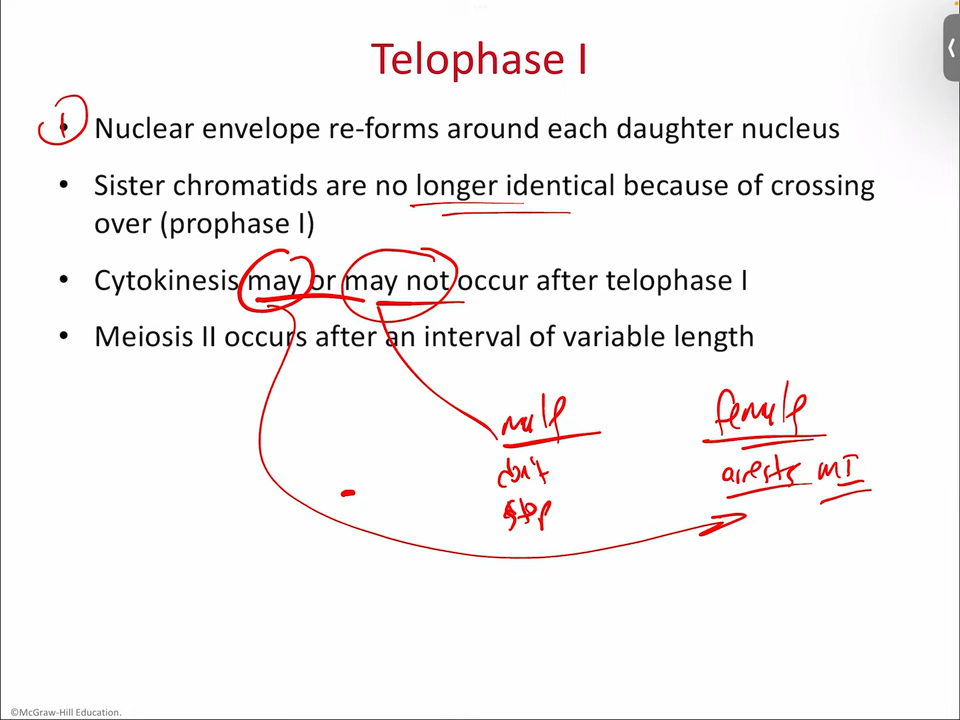 Telophase I
• Nuclear envelope re-forms around each daughter nucleus
• Sister chromatids are no longer identical because of crossing
over (prophase I)
• Cytokinesis may or may not occur after telophase I
• Meiosis II occurs after an interval of variable length
male female
don't arrests MI
stop
©McGraw-Hill Education.